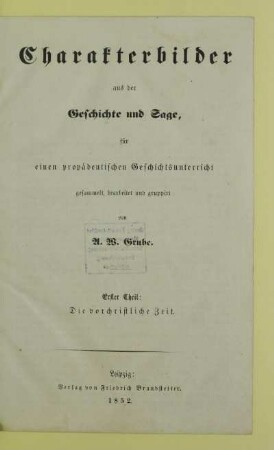 Charakterbilder
aus der
Geschichte und Sage,
für
einen propädeutischen Geschichtsunterricht
gesammelt, bearbeitet und gruppirt
von
A. W. Grube.
Erster Theil:
Die vorchristliche Zeit.
Leipzig:
Verlag von Friedrich Brandstetter.
1852.